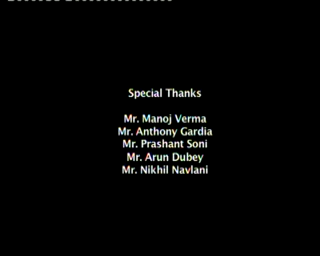 Special Thanks
Mr. Manoj Verma
Mr. Anthony Gardia
Mr. Prashant Soni
Mr. Arun Dubey
Mr. Nikhil Navlani